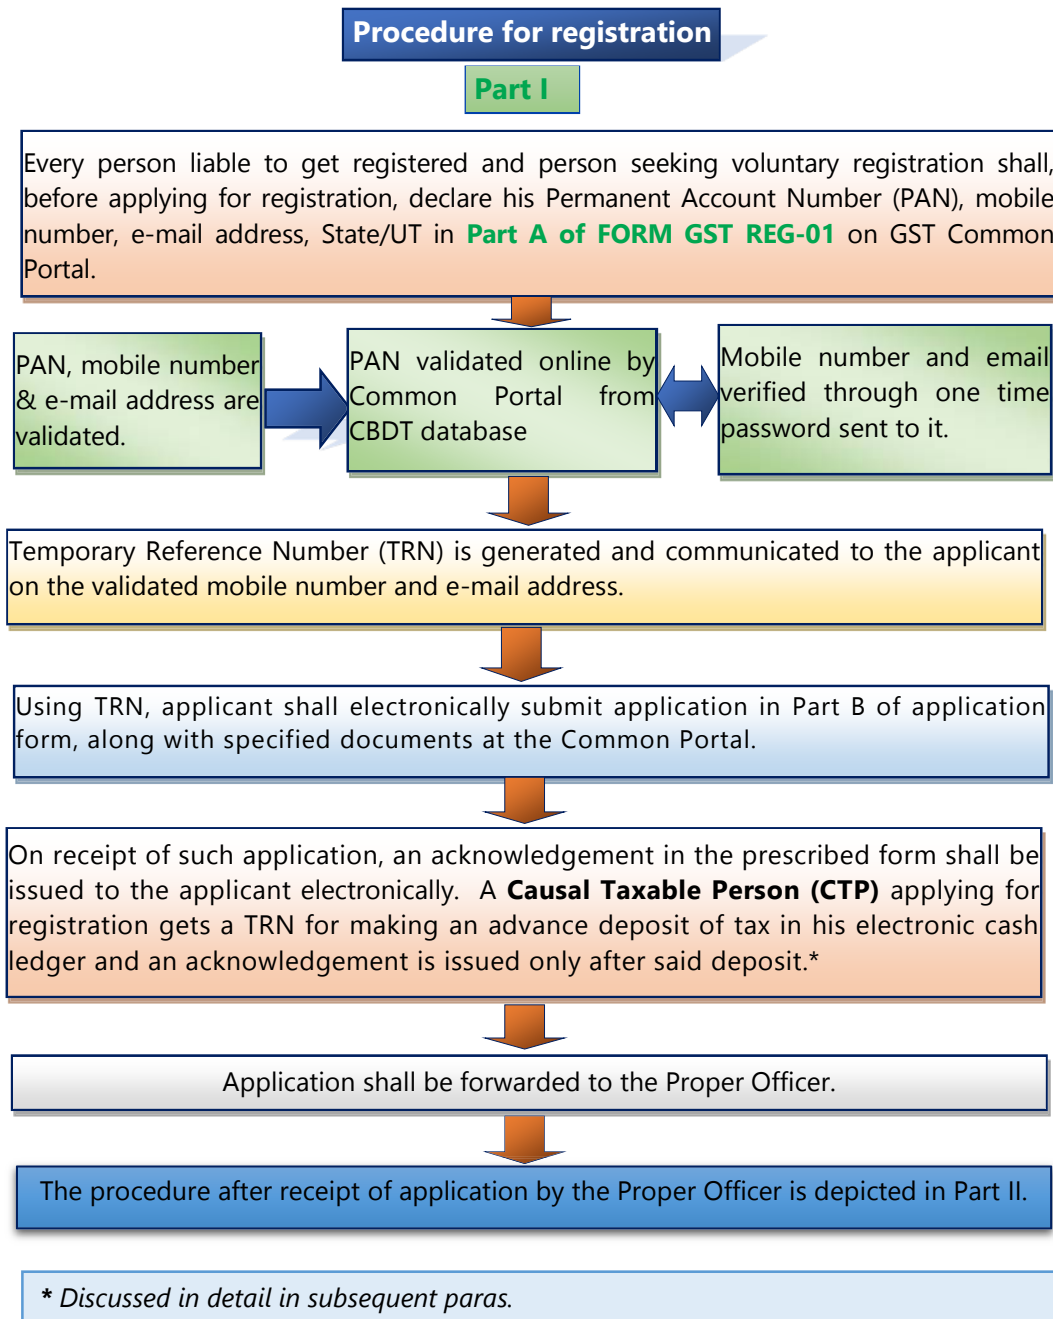 Procedure for registration
Part I
Every person liable to get registered and person seeking voluntary registration shall,
before applying for registration, declare his Permanent Account Number (PAN), mobile
number, e-mail address, State/UT in Part A of FORM GST REG-01 on GST Common
Portal.
PAN, mobile number
& e-mail address are
validated.
PAN validated online by
Common Portal from
CBDT database
Mobile number and email
verified through one time
password sent to it.
Temporary Reference Number (TRN) is generated and communicated to the applicant
on the validated mobile number and e-mail address.
Using TRN, applicant shall electronically submit application in Part B of application
form, along with specified documents at the Common Portal.
On receipt of such application, an acknowledgement in the prescribed form shall be
issued to the applicant electronically. A Causal Taxable Person (CTP) applying for
registration gets a TRN for making an advance deposit of tax in his electronic cash
ledger and an acknowledgement is issued only after said deposit.*
Application shall be forwarded to the Proper Officer.
The procedure after receipt of application by the Proper Officer is depicted in Part II.
* Discussed in detail in subsequent paras.